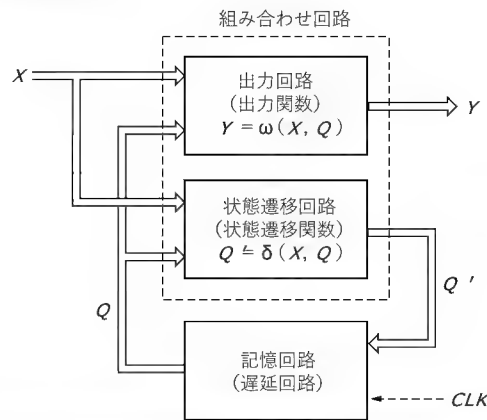 組み合わせ回路
X
出力回路
(出力関数)
Y = ω(X, Q)
Y
状態遷移回路
(状態遷移関数)
Q' = δ(X, Q)
Q
Q'
記憶回路
(遅延回路)
CLK